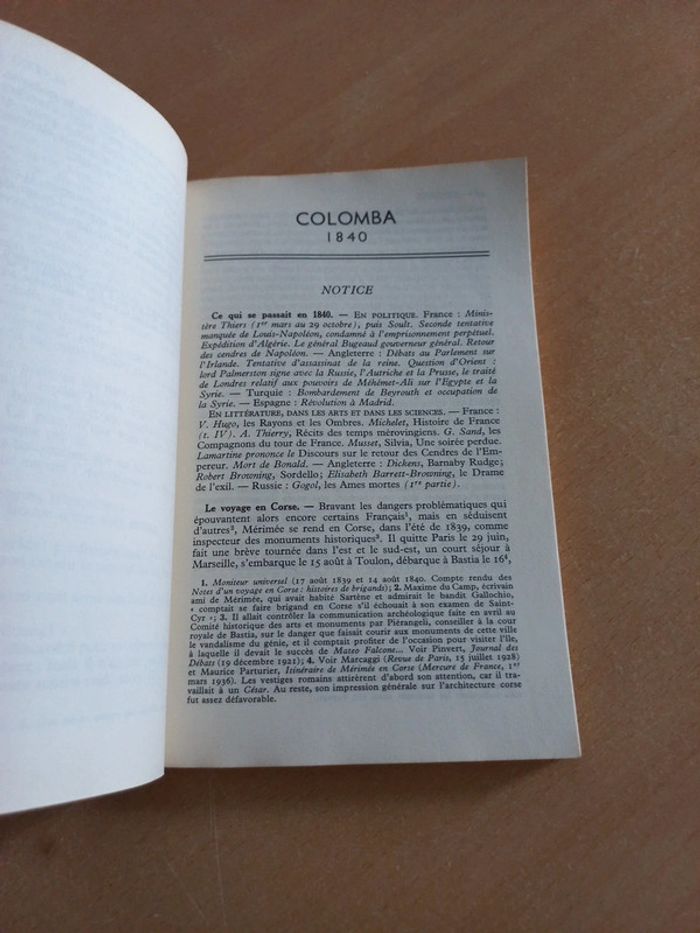 COLOMBA
1840
NOTICE
Ce qui se passait en 1840. — EN POLITIQUE. France : Minis-
tère Thiers (1er mars au 29 octobre), puis Soult. Seconde tentative
manquée de Louis-Napoléon, condamné à l'emprisonnement perpétuel.
Expédition d'Algérie. Le général Bugeaud gouverneur général. Retour
des cendres de Napoléon. — Angleterre : Débats au Parlement sur
l'Irlande. Tentative d'assassinat de la reine. Question d'Orient :
lord Palmerston signe avec la Russie, l'Autriche et la Prusse, le traité
de Londres relatif aux pouvoirs de Méhémet-Ali sur l'Egypte et la
Syrie. — Turquie : Bombardement de Beyrouth et occupation de
la Syrie. — Espagne : Révolution à Madrid.
EN LITTÉRATURE, DANS LES ARTS ET DANS LES SCIENCES. — France :
V. Hugo, les Rayons et les Ombres. Michelet, Histoire de France
(t. IV). A. Thierry, Récits des temps mérovingiens. G. Sand, les
Compagnons du tour de France. Musset, Silvia, Une soirée perdue.
Lamartine prononce le Discours sur le retour des Cendres de l'Em-
pereur. Mort de Bonald. — Angleterre : Dickens, Barnaby Rudge;
Robert Browning, Sordello; Elisabeth Barrett-Browning, le Drame
de l'exil. — Russie : Gogol, les Ames mortes (1re partie).
Le voyage en Corse. — Bravant les dangers problématiques qui
épouvantent alors encore certains Français1, mais en séduisent
d'autres2, Mérimée se rend en Corse, dans l'été de 1839, comme
inspecteur des monuments historiques3. Il quitte Paris le 29 juin,
fait une brève tournée dans l'est et le sud-est, un court séjour à
Marseille, s'embarque le 15 août à Toulon, débarque à Bastia le 164,
1. Moniteur universel (17 août 1839 et 14 août 1840. Compte rendu des
Notes d'un voyage en Corse : histoires de brigands); 2. Maxime du Camp, écrivain
ami de Mérimée, qui avait habité Sartène et admirait le bandit Gallochio,
« comptait se faire brigand en Corse s'il échouait à son examen de Saint-
Cyr »; 3. Il allait contrôler la communication archéologique faite en avril au
Comité historique des arts et monuments par Piérangeli, conseiller à la cour
royale de Bastia, sur le danger que faisait courir aux monuments de cette ville
le vandalisme du génie, et il comptait profiter de l'occasion pour visiter l'île,
à laquelle il devait le succès de Mateo Falcone... Voir Pinvert, Journal des
Débats (19 décembre 1921); 4. Voir Marcaggi (Revue de Paris, 15 juillet 1928)
et Maurice Parturier, Itinéraire de Mérimée en Corse (Mercure de France, 1er
mars 1936). Les vestiges romains attirèrent d'abord son attention, car il tra-
vaillait à un César. Au reste, son impression générale sur l'architecture corse
fut assez défavorable.